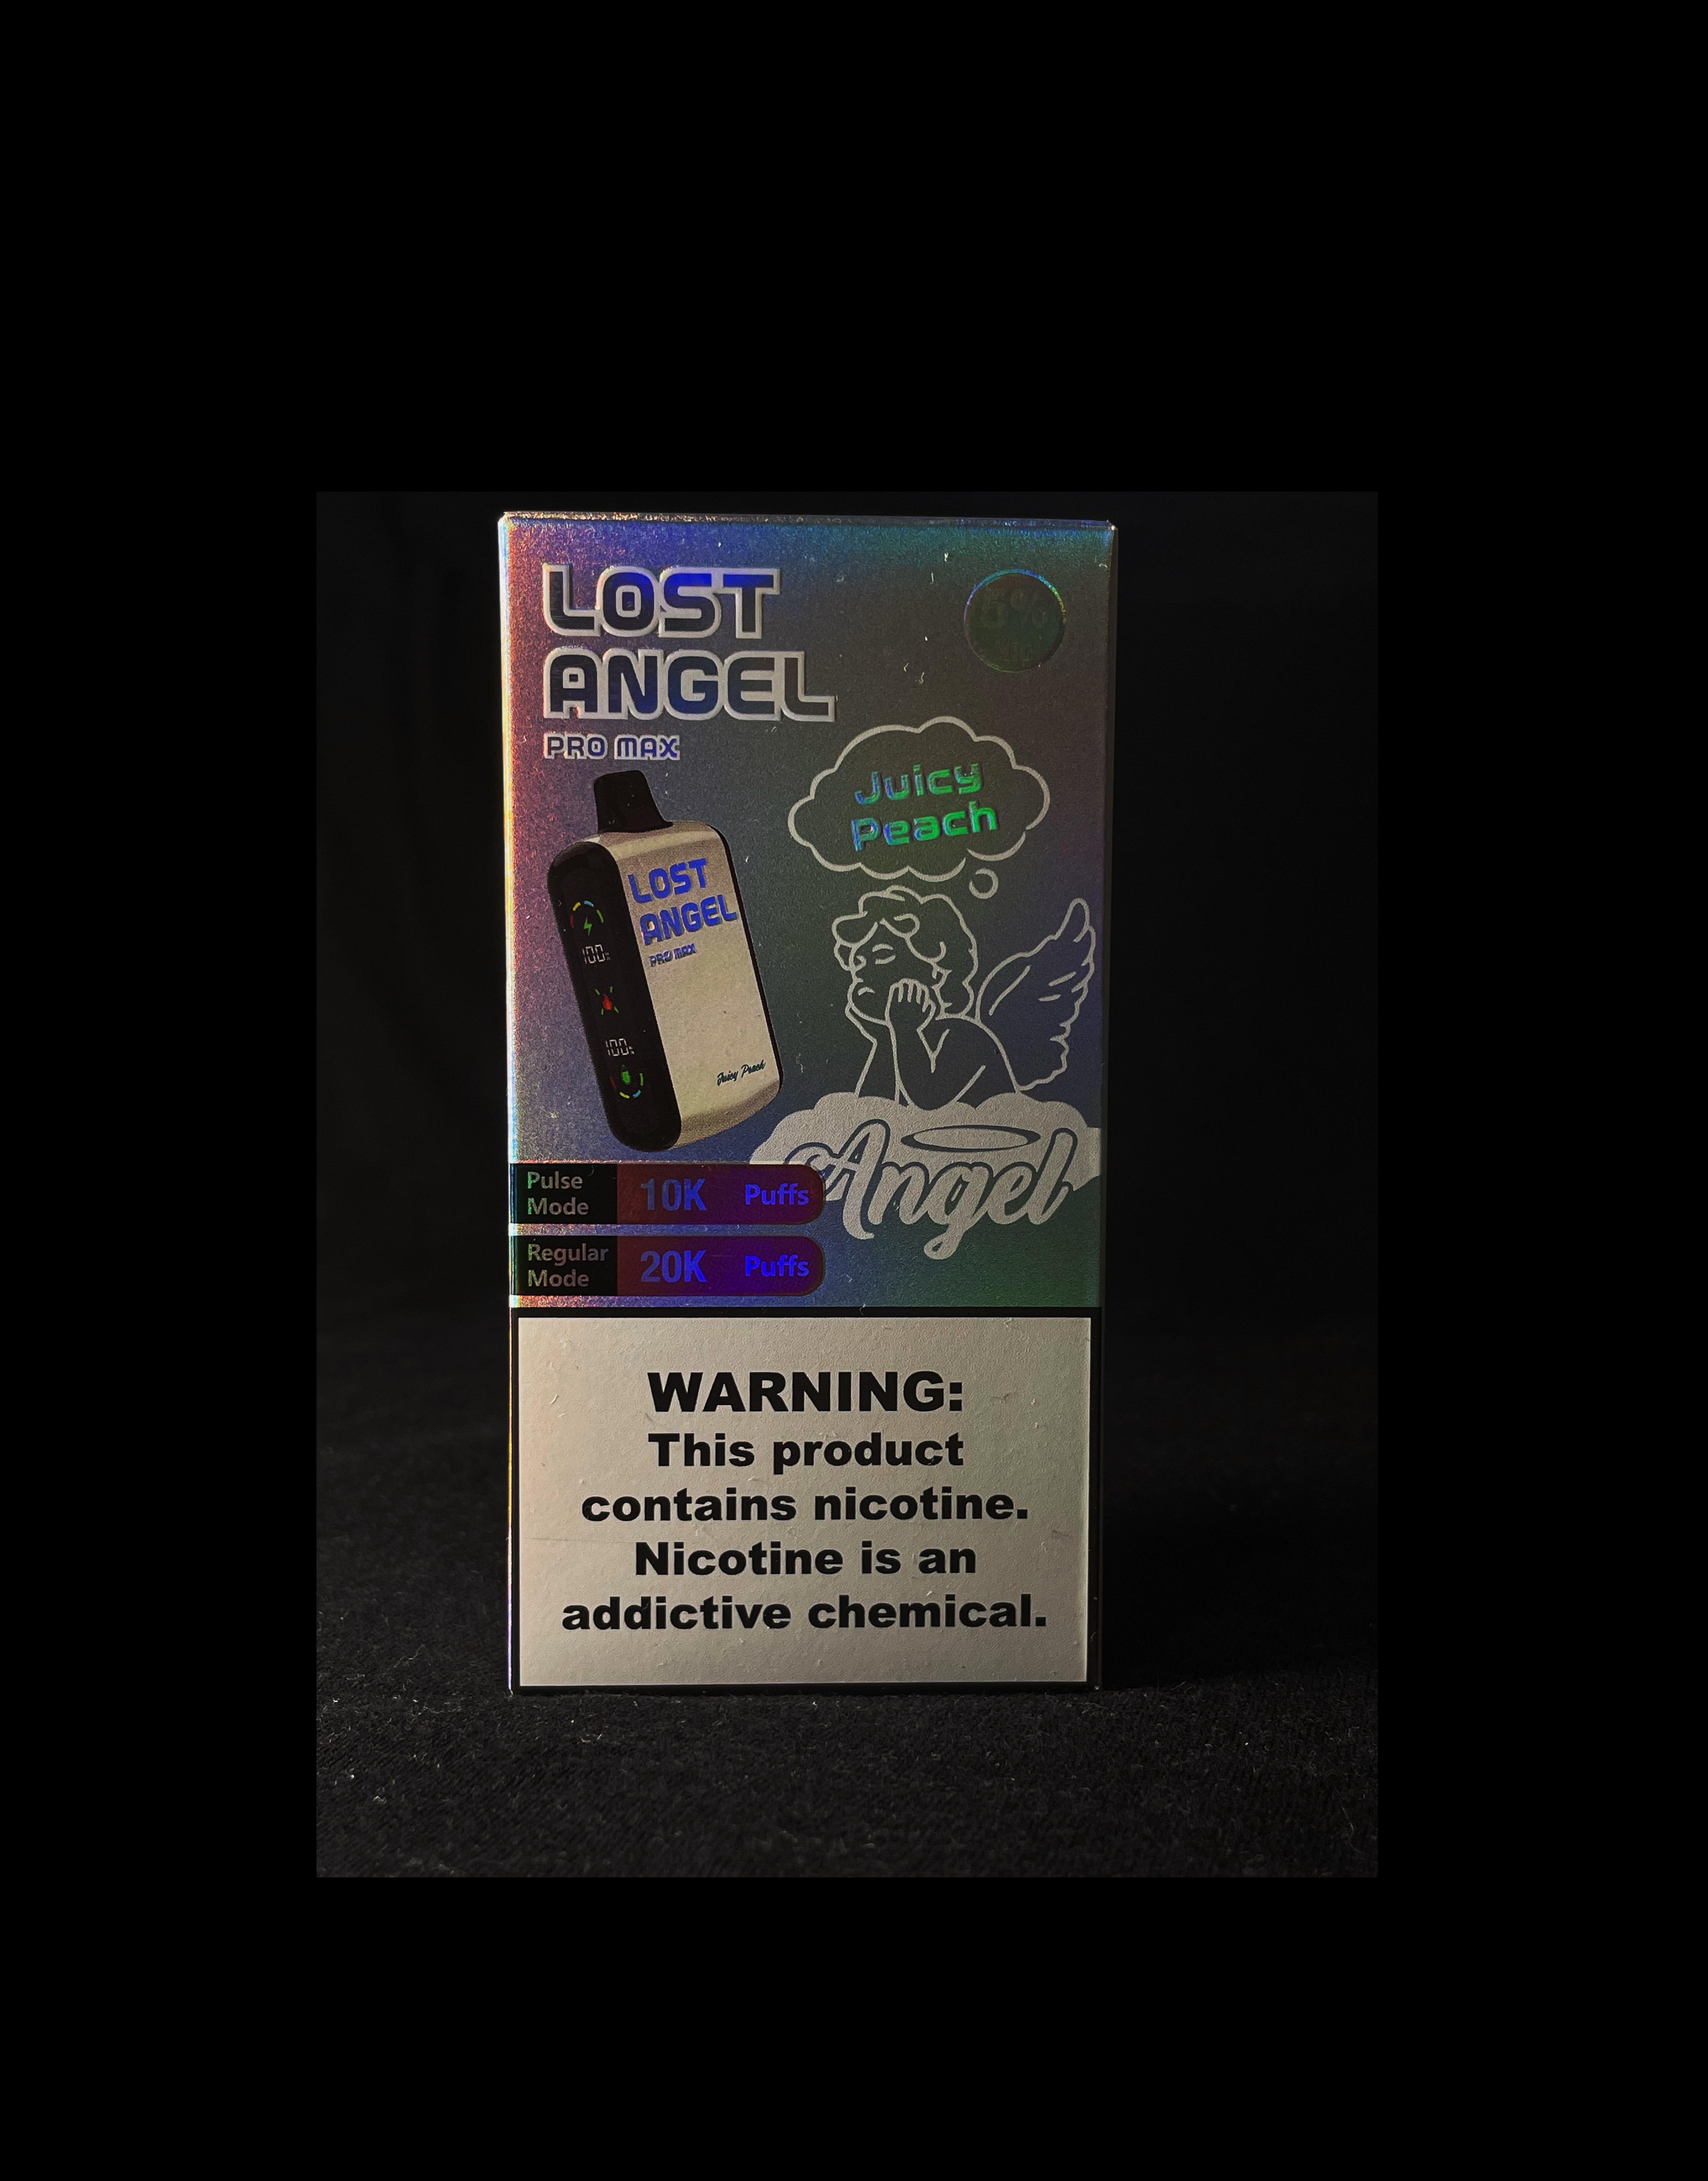 LOST
ANGEL
PRO MAX
5%
Juicy
Peach
LOST
ANGEL
PRO MAX
100%
100%
Juicy Peach
Angel
Pulse
Mode
10K Puffs
Regular
Mode
20K Puffs
WARNING:
This product
contains nicotine.
Nicotine is an
addictive chemical.